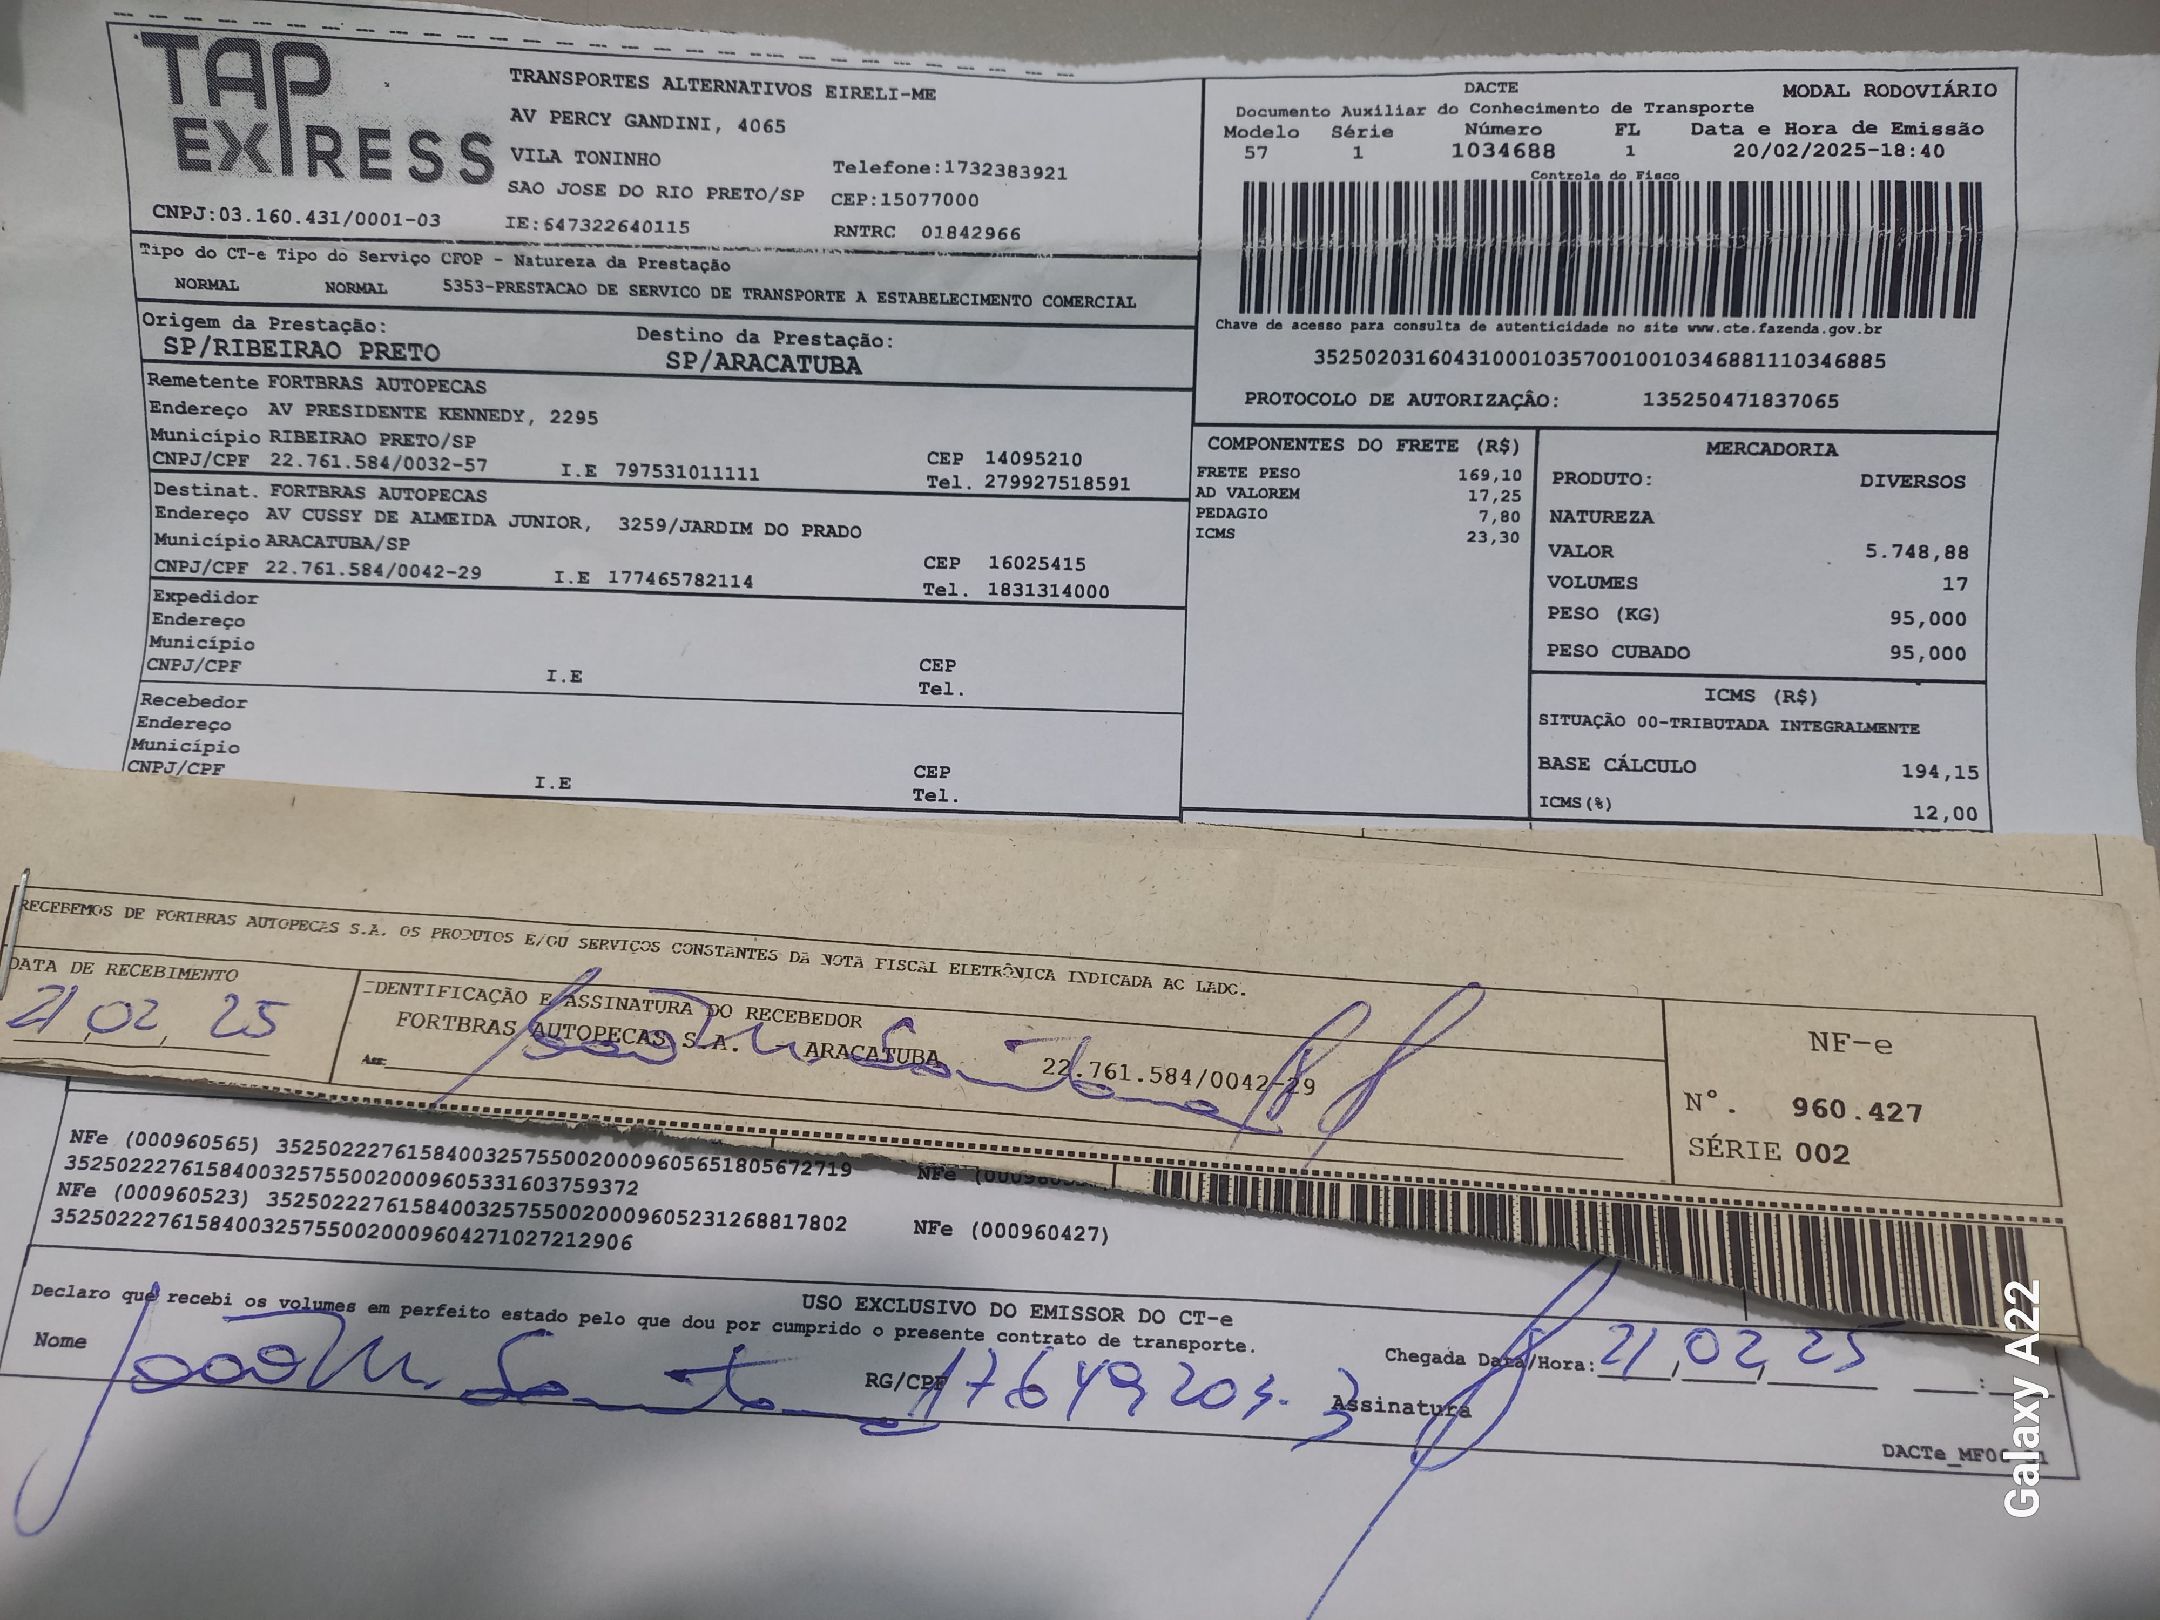 TAP EXPRESS
TRANSPORTES ALTERNATIVOS EIRELI-ME
AV PERCY GANDINI, 4065
VILA TONINHO Telefone:1732383921
SAO JOSE DO RIO PRETO/SP CEP:15077000
CNPJ:03.160.431/0001-03 IE:647322640115 RNTRC 01842966
DACTE MODAL RODOVIÁRIO
Documento Auxiliar do Conhecimento de Transporte
Modelo Série Número FL Data e Hora de Emissão
57 1 1034688 1 20/02/2025-18:40
Controle do Fisco
Chave de acesso para consulta de autenticidade no site www.cte.fazenda.gov.br
35250203160431000103570010010346881110346885
PROTOCOLO DE AUTORIZAÇÂO: 135250471837065
Tipo do CT-e Tipo do Serviço CFOP - Natureza da Prestação
NORMAL NORMAL 5353-PRESTACAO DE SERVICO DE TRANSPORTE A ESTABELECIMENTO COMERCIAL
Origem da Prestação: Destino da Prestação:
SP/RIBEIRAO PRETO SP/ARACATUBA
Remetente FORTBRAS AUTOPECAS
Endereço AV PRESIDENTE KENNEDY, 2295
Município RIBEIRAO PRETO/SP CEP 14095210
CNPJ/CPF 22.761.584/0032-57 I.E 797531011111 Tel. 279927518591
Destinat. FORTBRAS AUTOPECAS
Endereço AV CUSSY DE ALMEIDA JUNIOR, 3259/JARDIM DO PRADO
Município ARACATUBA/SP CEP 16025415
CNPJ/CPF 22.761.584/0042-29 I.E 177465782114 Tel. 1831314000
Expedidor
Endereço
Município CEP
CNPJ/CPF I.E Tel.
Recebedor
Endereço
Município CEP
CNPJ/CPF I.E Tel.
COMPONENTES DO FRETE (R$)
FRETE PESO 169,10
AD VALOREM 17,25
PEDAGIO 7,80
ICMS 23,30
MERCADORIA
PRODUTO: DIVERSOS
NATUREZA
VALOR 5.748,88
VOLUMES 17
PESO (KG) 95,000
PESO CUBADO 95,000
ICMS (R$)
SITUAÇÃO 00-TRIBUTADA INTEGRALMENTE
BASE CÁLCULO 194,15
ICMS(%) 12,00
RECEBEMOS DE FORTBRAS AUTOPECAS S.A. OS PRODUTOS E/OU SERVIÇOS CONSTANTES DA NOTA FISCAL ELETRÔNICA INDICADA AO LADO.
DATA DE RECEBIMENTO
21,02,25
IDENTIFICAÇÃO E ASSINATURA DO RECEBEDOR
FORTBRAS AUTOPECAS S.A. - ARACATUBA 22.761.584/0042-29
Ass:
João M. Santana
NF-e
Nº. 960.427
SÉRIE 002
NFe (000960565) 35250222761584003257550020009605651805672719 NFe
35250222761584003257550020009605331603759372
NFe (000960523) 35250222761584003257550020009605231268817802 NFe (000960427)
35250222761584003257550020009604271027212906
USO EXCLUSIVO DO EMISSOR DO CT-e
Declaro que recebi os volumes em perfeito estado pelo que dou por cumprido o presente contrato de transporte.
Nome João M. Santana RG/CPF 17649203.3 Assinatura
Chegada Data/Hora: 21,02,25 :
Galaxy A22